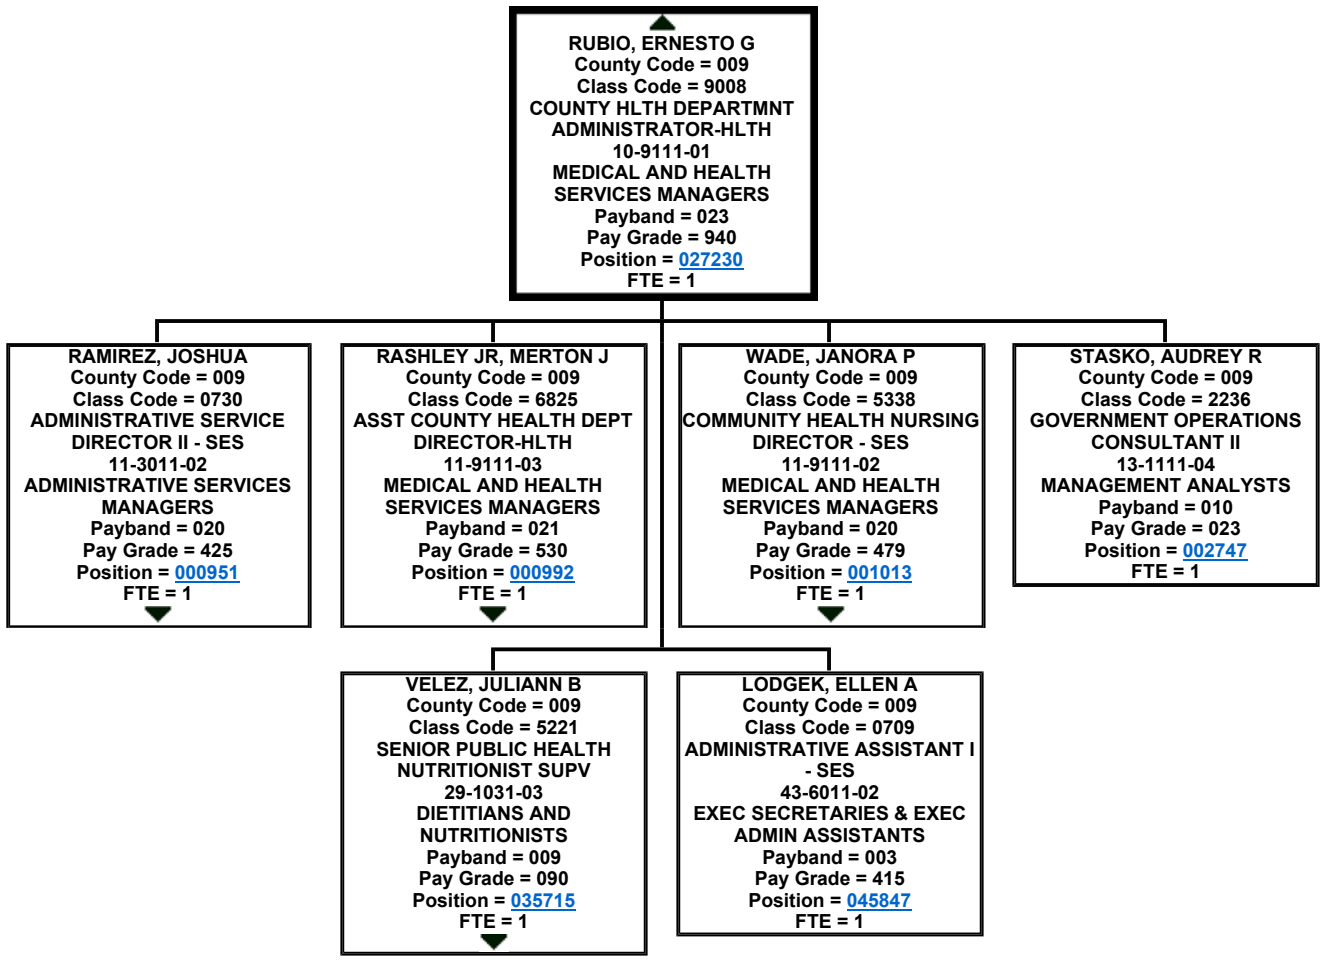 RUBIO, ERNESTO G
County Code = 009
Class Code = 9008
COUNTY HLTH DEPARTMNT
ADMINISTRATOR-HLTH
10-9111-01
MEDICAL AND HEALTH
SERVICES MANAGERS
Payband = 023
Pay Grade = 940
Position = 027230
FTE = 1
RAMIREZ, JOSHUA
County Code = 009
Class Code = 0730
ADMINISTRATIVE SERVICE
DIRECTOR II - SES
11-3011-02
ADMINISTRATIVE SERVICES
MANAGERS
Payband = 020
Pay Grade = 425
Position = 000951
FTE = 1
RASHLEY JR, MERTON J
County Code = 009
Class Code = 6825
ASST COUNTY HEALTH DEPT
DIRECTOR-HLTH
11-9111-03
MEDICAL AND HEALTH
SERVICES MANAGERS
Payband = 021
Pay Grade = 530
Position = 000992
FTE = 1
WADE, JANORA P
County Code = 009
Class Code = 5338
COMMUNITY HEALTH NURSING
DIRECTOR - SES
11-9111-02
MEDICAL AND HEALTH
SERVICES MANAGERS
Payband = 020
Pay Grade = 479
Position = 001013
FTE = 1
STASKO, AUDREY R
County Code = 009
Class Code = 2236
GOVERNMENT OPERATIONS
CONSULTANT II
13-1111-04
MANAGEMENT ANALYSTS
Payband = 010
Pay Grade = 023
Position = 002747
FTE = 1
VELEZ, JULIANN B
County Code = 009
Class Code = 5221
SENIOR PUBLIC HEALTH
NUTRITIONIST SUPV
29-1031-03
DIETITIANS AND
NUTRITIONISTS
Payband = 009
Pay Grade = 090
Position = 035715
FTE = 1
LODGEK, ELLEN A
County Code = 009
Class Code = 0709
ADMINISTRATIVE ASSISTANT I
- SES
43-6011-02
EXEC SECRETARIES & EXEC
ADMIN ASSISTANTS
Payband = 003
Pay Grade = 415
Position = 045847
FTE = 1